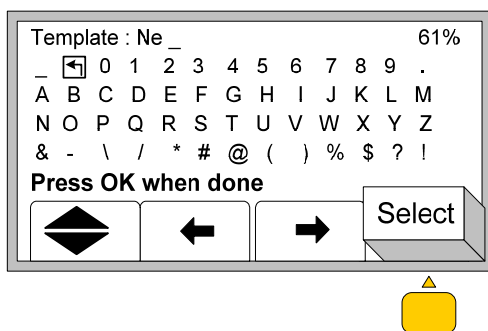 Template : Ne _ 61%
_ 0 1 2 3 4 5 6 7 8 9 .
A B C D E F G H I J K L M
N O P Q R S T U V W X Y Z
& - \ / * # @ ( ) % $ ? !
Press OK when done
Select